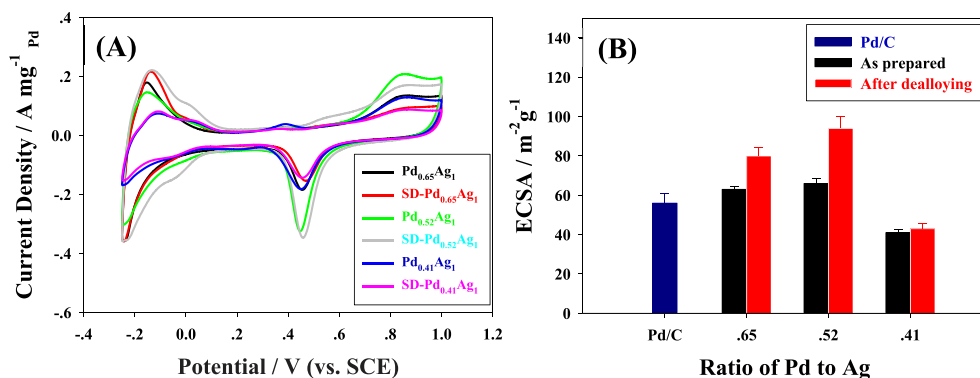 (A)
Current Density / A mg⁻¹ Pd
.4
.2
0.0
-.2
-.4
-.6
Pd₀.₆₅Ag₁
SD-Pd₀.₆₅Ag₁
Pd₀.₅₂Ag₁
SD-Pd₀.₅₂Ag₁
Pd₀.₄₁Ag₁
SD-Pd₀.₄₁Ag₁
-.4 -.2 0.0 .2 .4 .6 .8 1.0 1.2
Potential / V (vs. SCE)
(B)
ECSA / m⁻²g⁻¹
140
120
100
80
60
40
20
0
Pd/C
As prepared
After dealloying
Pd/C .65 .52 .41
Ratio of Pd to Ag